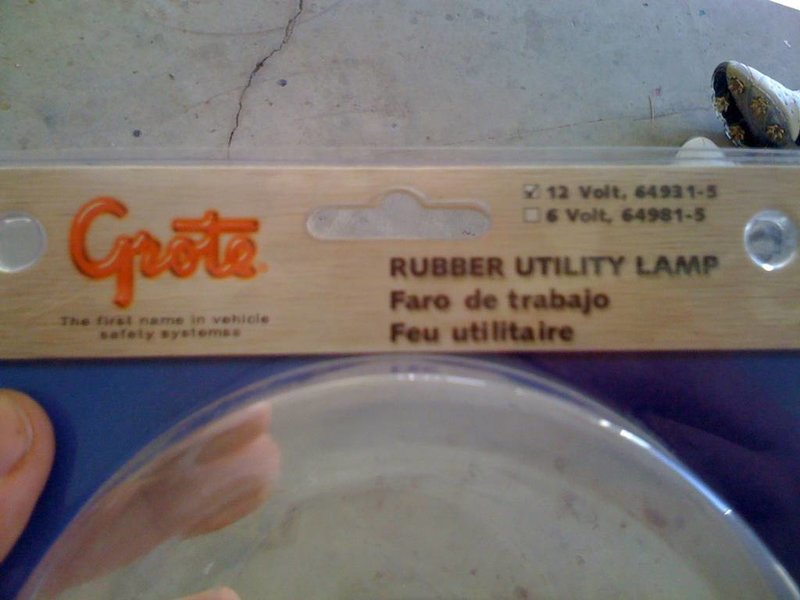 Grote
The first name in vehicle
safety systems®
12 Volt, 64931-5
6 Volt, 64981-5
RUBBER UTILITY LAMP
Faro de trabajo
Feu utilitaire